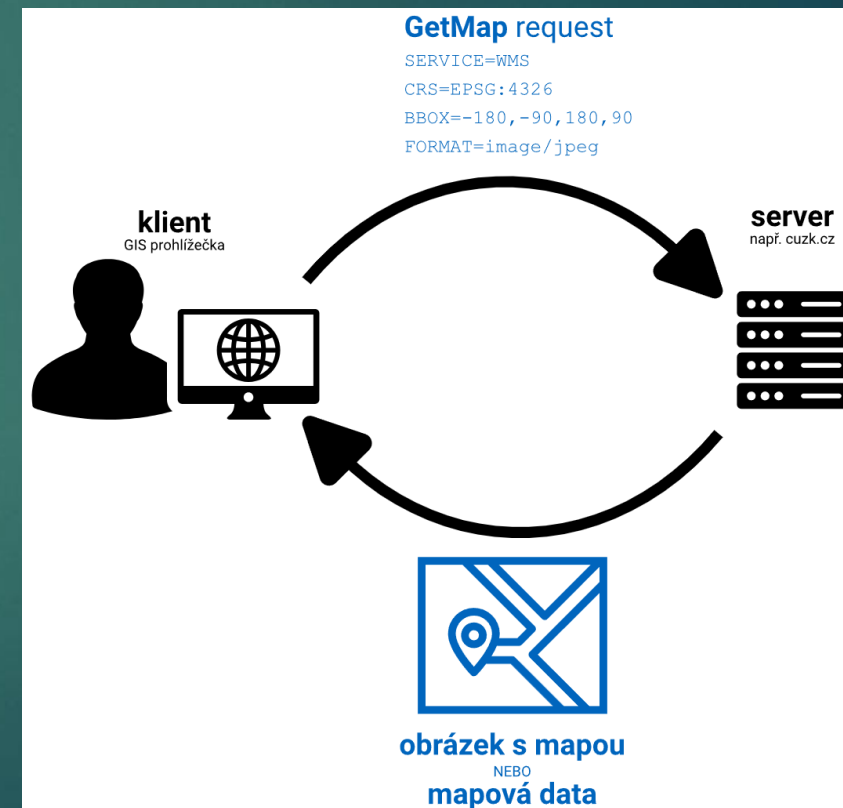 GetMap request
SERVICE=WMS
CRS=EPSG:4326
BBOX=-180,-90,180,90
FORMAT=image/jpeg
klient
GIS prohlížečka
server
např. cuzk.cz
obrázek s mapou
NEBO
mapová data